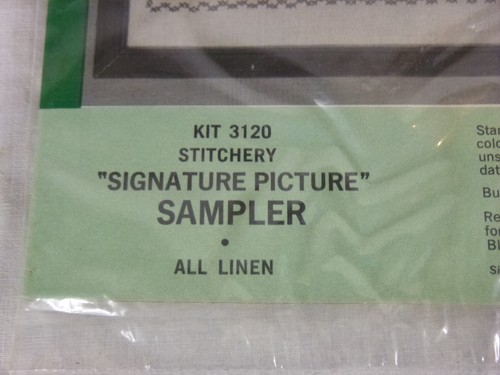 KIT 3120
STITCHERY
"SIGNATURE PICTURE"
SAMPLER
•
ALL LINEN